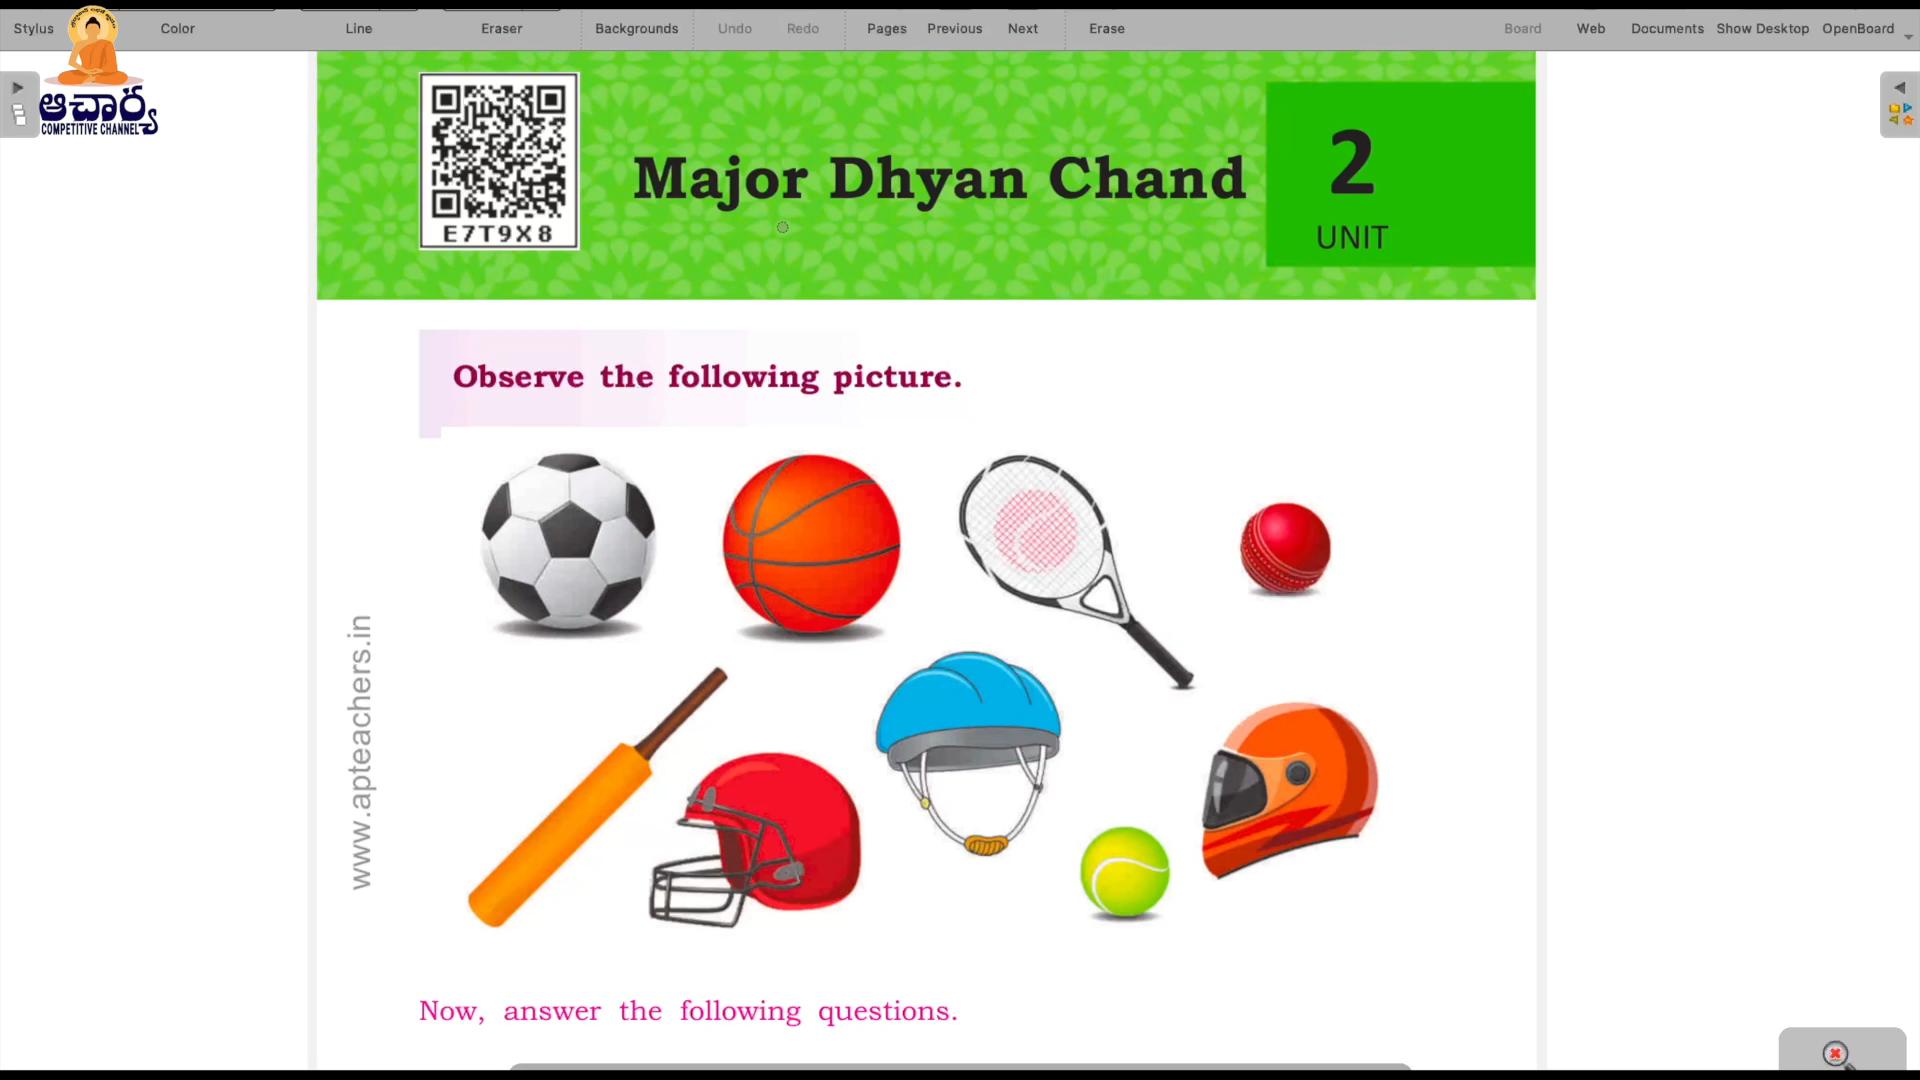 Stylus Color Line Eraser Backgrounds Undo Redo Pages Previous Next Erase Board Web Documents Show Desktop OpenBoard
ఆచార్య
COMPETITIVE CHANNEL
E7T9X8
Major Dhyan Chand
2
UNIT
Observe the following picture.
www.apteachers.in
Now, answer the following questions.